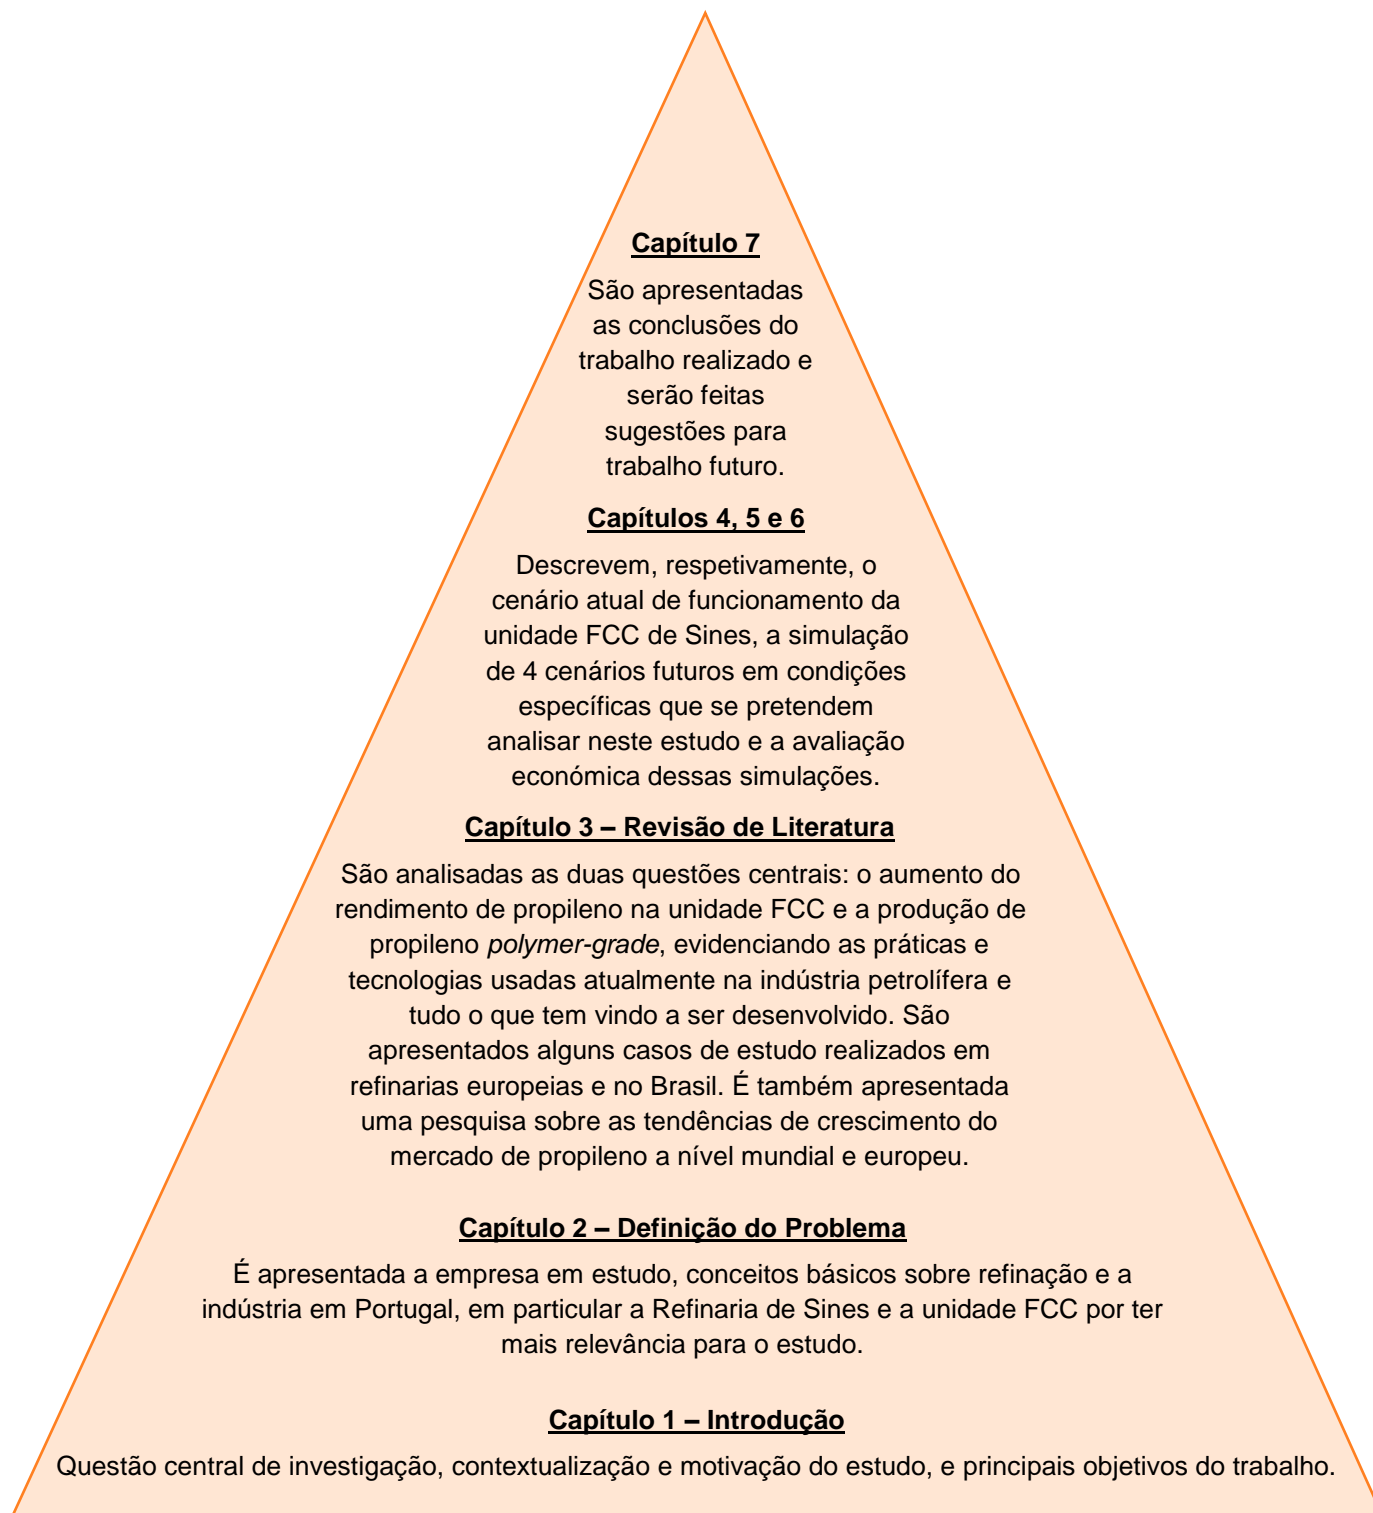 Capítulo 7
São apresentadas
as conclusões do
trabalho realizado e
serão feitas
sugestões para
trabalho futuro.
Capítulos 4, 5 e 6
Descrevem, respetivamente, o
cenário atual de funcionamento da
unidade FCC de Sines, a simulação
de 4 cenários futuros em condições
específicas que se pretendem
analisar neste estudo e a avaliação
económica dessas simulações.
Capítulo 3 – Revisão de Literatura
São analisadas as duas questões centrais: o aumento do
rendimento de propileno na unidade FCC e a produção de
propileno polymer-grade, evidenciando as práticas e
tecnologias usadas atualmente na indústria petrolífera e
tudo o que tem vindo a ser desenvolvido. São
apresentados alguns casos de estudo realizados em
refinarias europeias e no Brasil. É também apresentada
uma pesquisa sobre as tendências de crescimento do
mercado de propileno a nível mundial e europeu.
Capítulo 2 – Definição do Problema
É apresentada a empresa em estudo, conceitos básicos sobre refinação e a
indústria em Portugal, em particular a Refinaria de Sines e a unidade FCC por ter
mais relevância para o estudo.
Capítulo 1 – Introdução
Questão central de investigação, contextualização e motivação do estudo, e principais objetivos do trabalho.